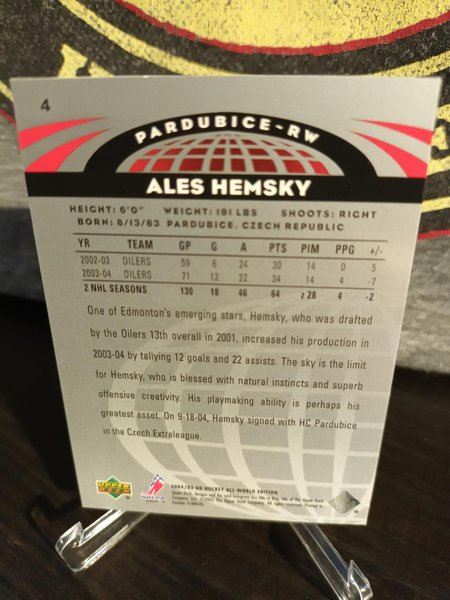 4
PARDUBICE-RW
ALES HEMSKY
HEIGHT: 6'0" WEIGHT: 191 LBS SHOOTS: RIGHT
BORN: 8/13/83 PARDUBICE, CZECH REPUBLIC
YR TEAM GP G A PTS PIM PPG +/-
2002-03 OILERS 59 6 24 30 14 0 5
2003-04 OILERS 71 12 22 34 14 4 -7
2 NHL SEASONS 130 18 46 64 z 28 4 -2
One of Edmonton's emerging stars, Hemsky, who was drafted
by the Oilers 13th overall in 2001, increased his production in
2003-04 by tallying 12 goals and 22 assists. The sky is the limit
for Hemsky, who is blessed with natural instincts and superb
offensive creativity. His playmaking ability is perhaps his
greatest asset. On 9-18-04, Hemsky signed with HC Pardubice
in the Czech Extraleague.
UPPER DECK
NHLPA
2004/05 UD HOCKEY ALL-WORLD EDITION